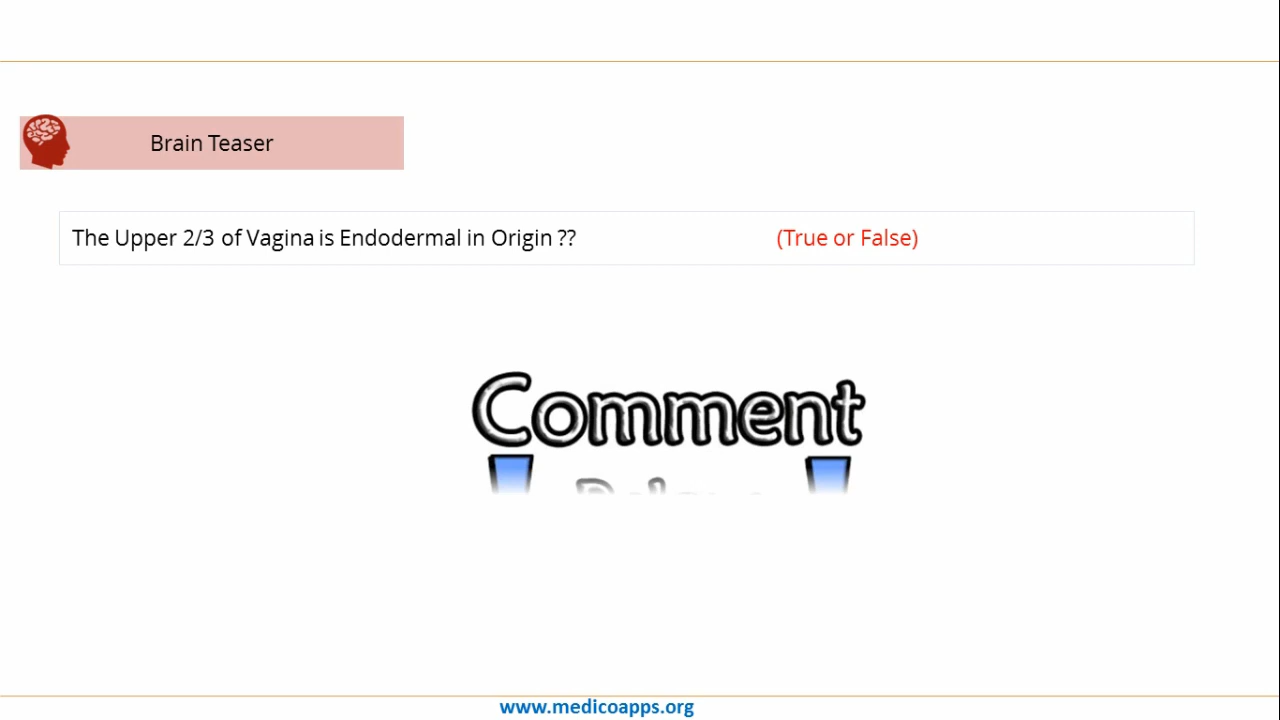 Brain Teaser
The Upper 2/3 of Vagina is Endodermal in Origin ?? (True or False)
Comment
www.medicoapps.org